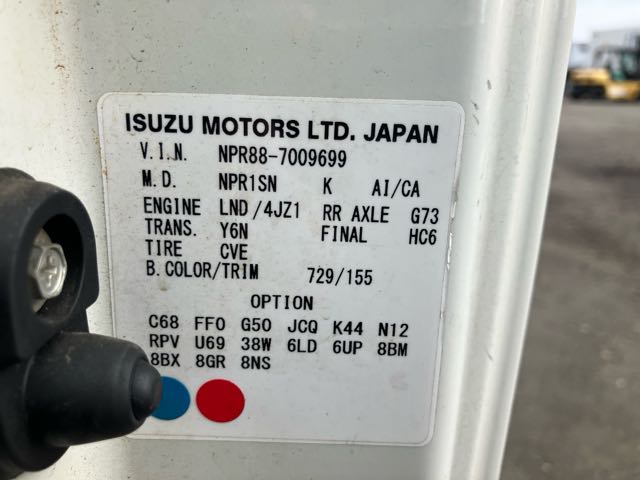 ISUZU MOTORS LTD. JAPAN
V.I.N. NPR88-7009699
M.D. NPR1SN K AI/CA
ENGINE LND/4JZ1 RR AXLE G73
TRANS. Y6N FINAL HC6
TIRE CVE
B.COLOR/TRIM 729/155
OPTION
C68 FF0 G50 JCQ K44 N12
RPV U69 38W 6LD 6UP 8BM
8BX 8GR 8NS